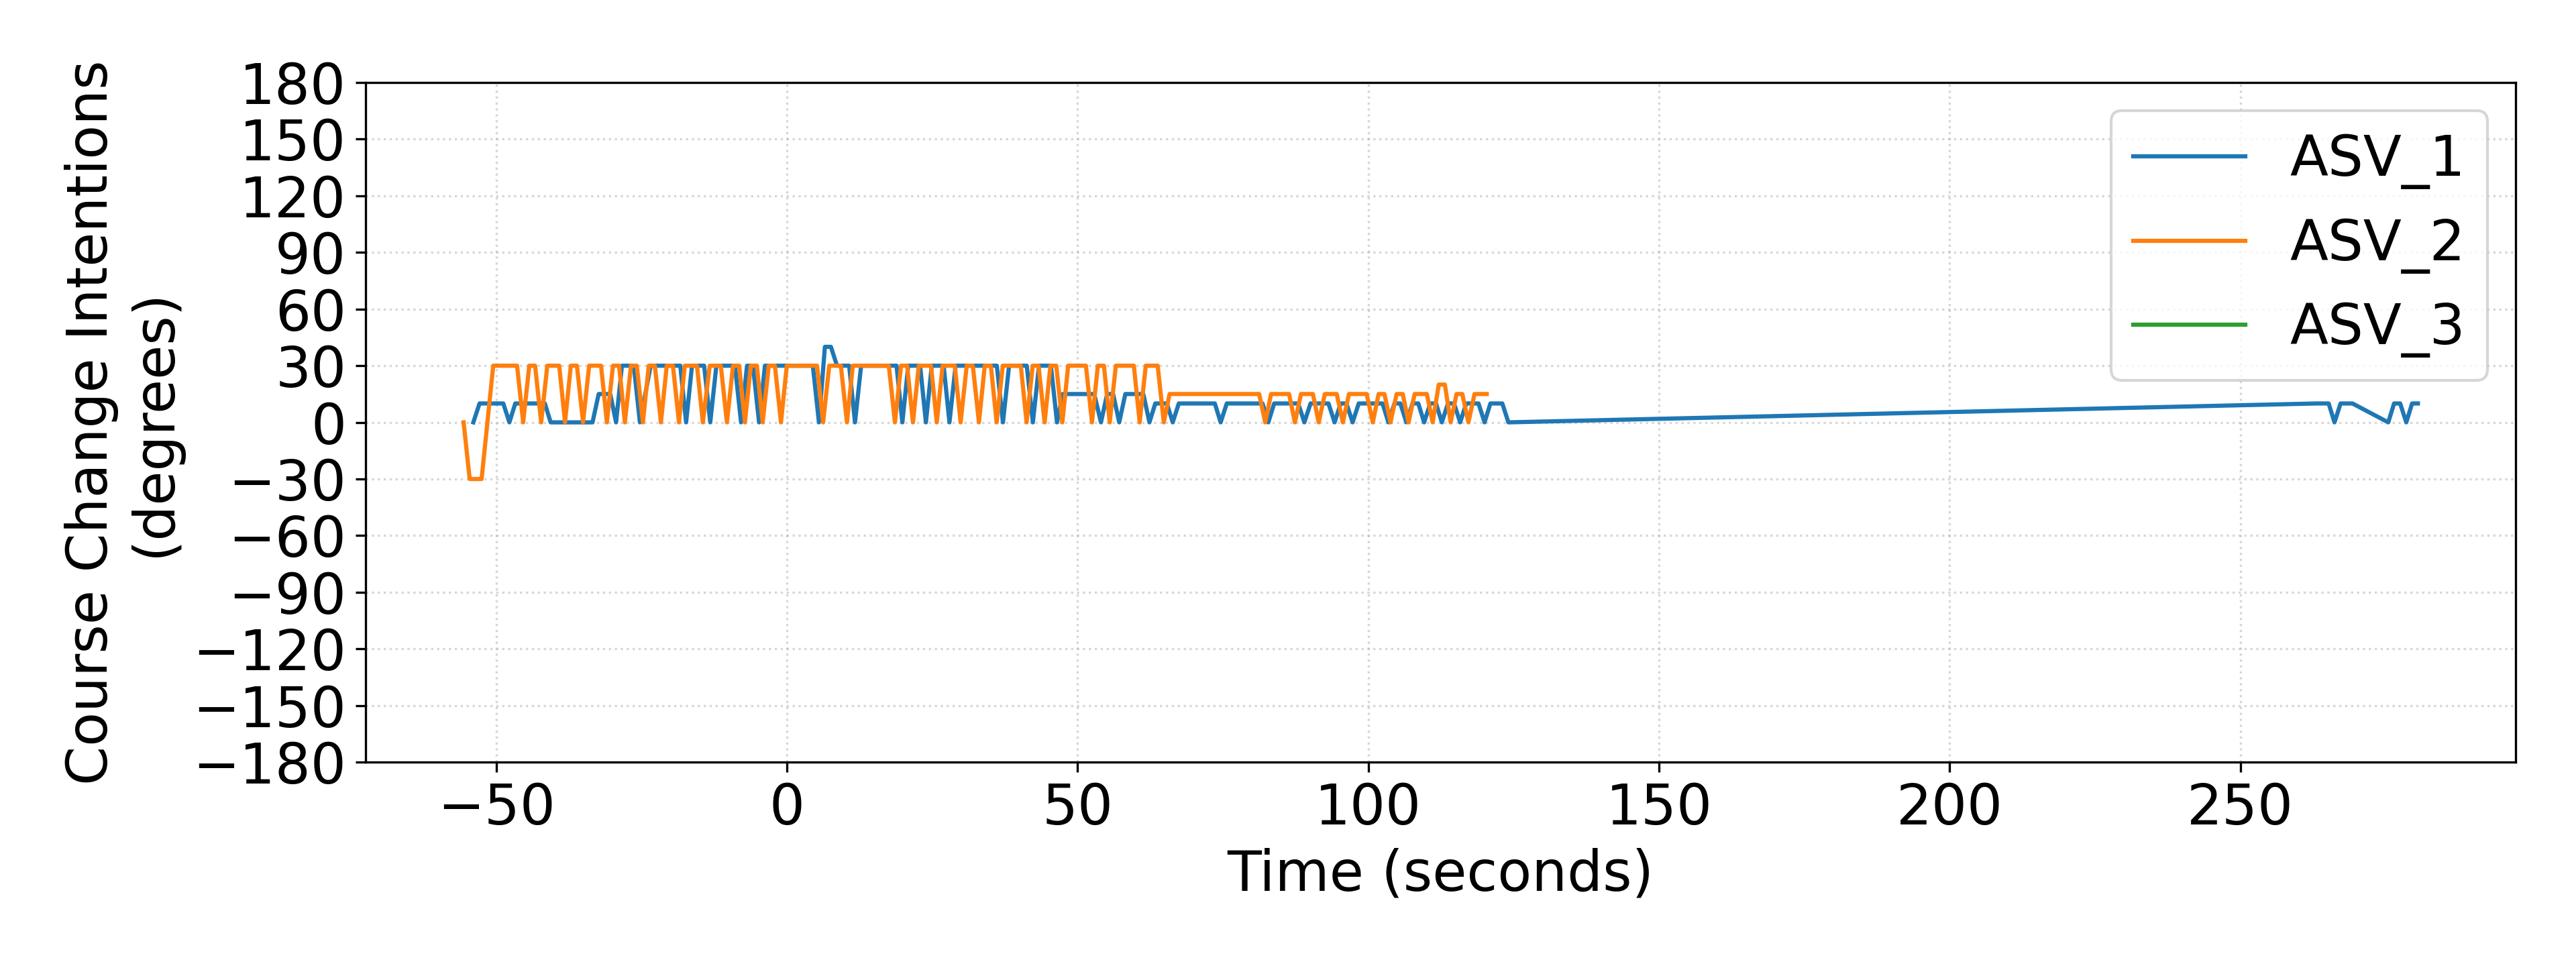 Course Change Intentions
(degrees)
180
150
120
90
60
30
0
−30
−60
−90
−120
−150
−180
−50 0 50 100 150 200 250
Time (seconds)
ASV_1
ASV_2
ASV_3